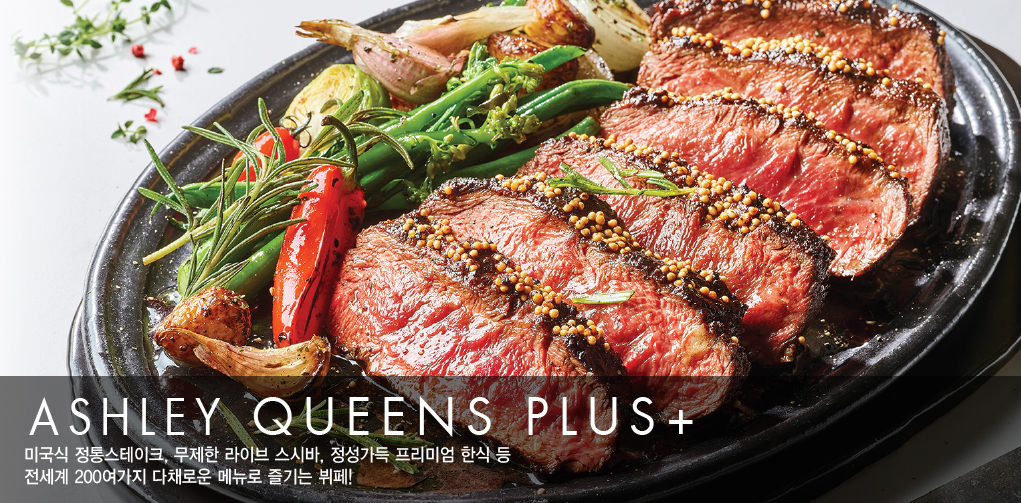 ASHLEY QUEENS PLUS+
미국식 정통스테이크, 무제한 라이브 스시바, 정성가득 프리미엄 한식 등
전세계 200여가지 다채로운 메뉴로 즐기는 뷔페!